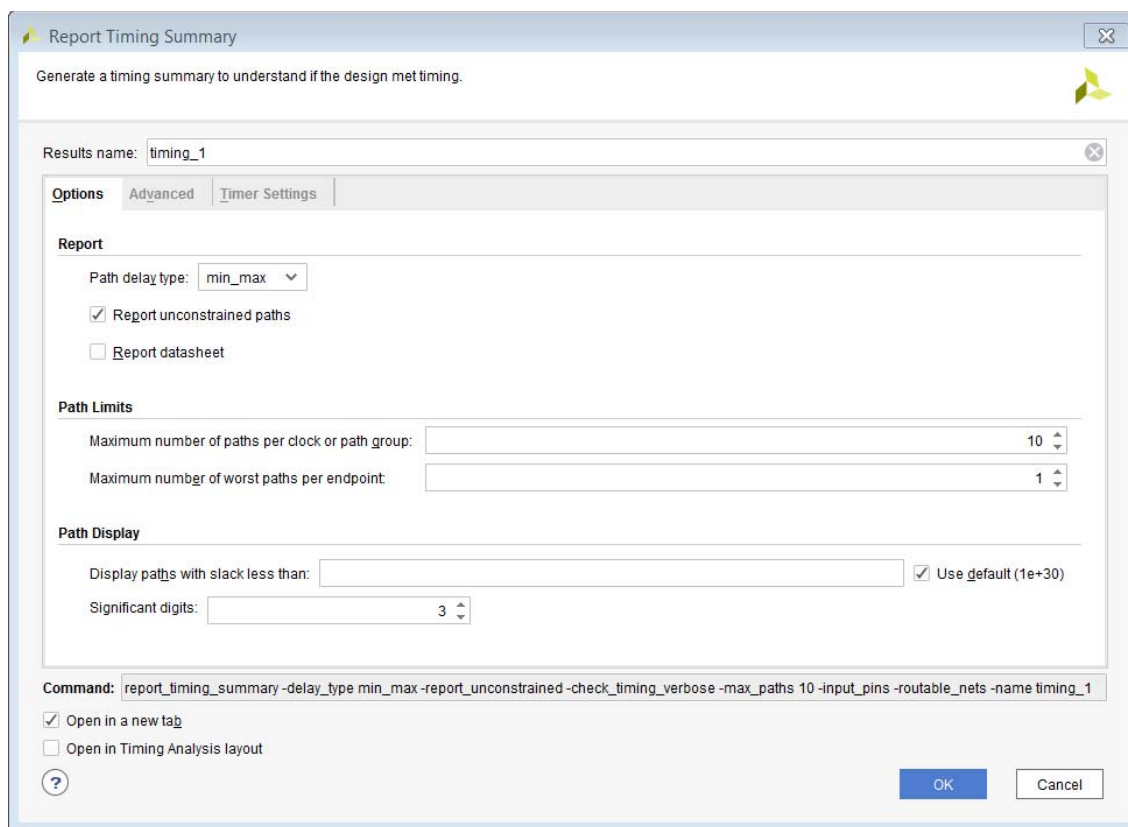 Report Timing Summary
Generate a timing summary to understand if the design met timing.
Results name: timing_1
Options Advanced Timer Settings
Report
Path delay type: min_max
Report unconstrained paths
Report datasheet
Path Limits
Maximum number of paths per clock or path group: 10
Maximum number of worst paths per endpoint: 1
Path Display
Display paths with slack less than: Use default (1e+30)
Significant digits: 3
Command: report_timing_summary -delay_type min_max -report_unconstrained -check_timing_verbose -max_paths 10 -input_pins -routable_nets -name timing_1
Open in a new tab
Open in Timing Analysis layout
? OK Cancel